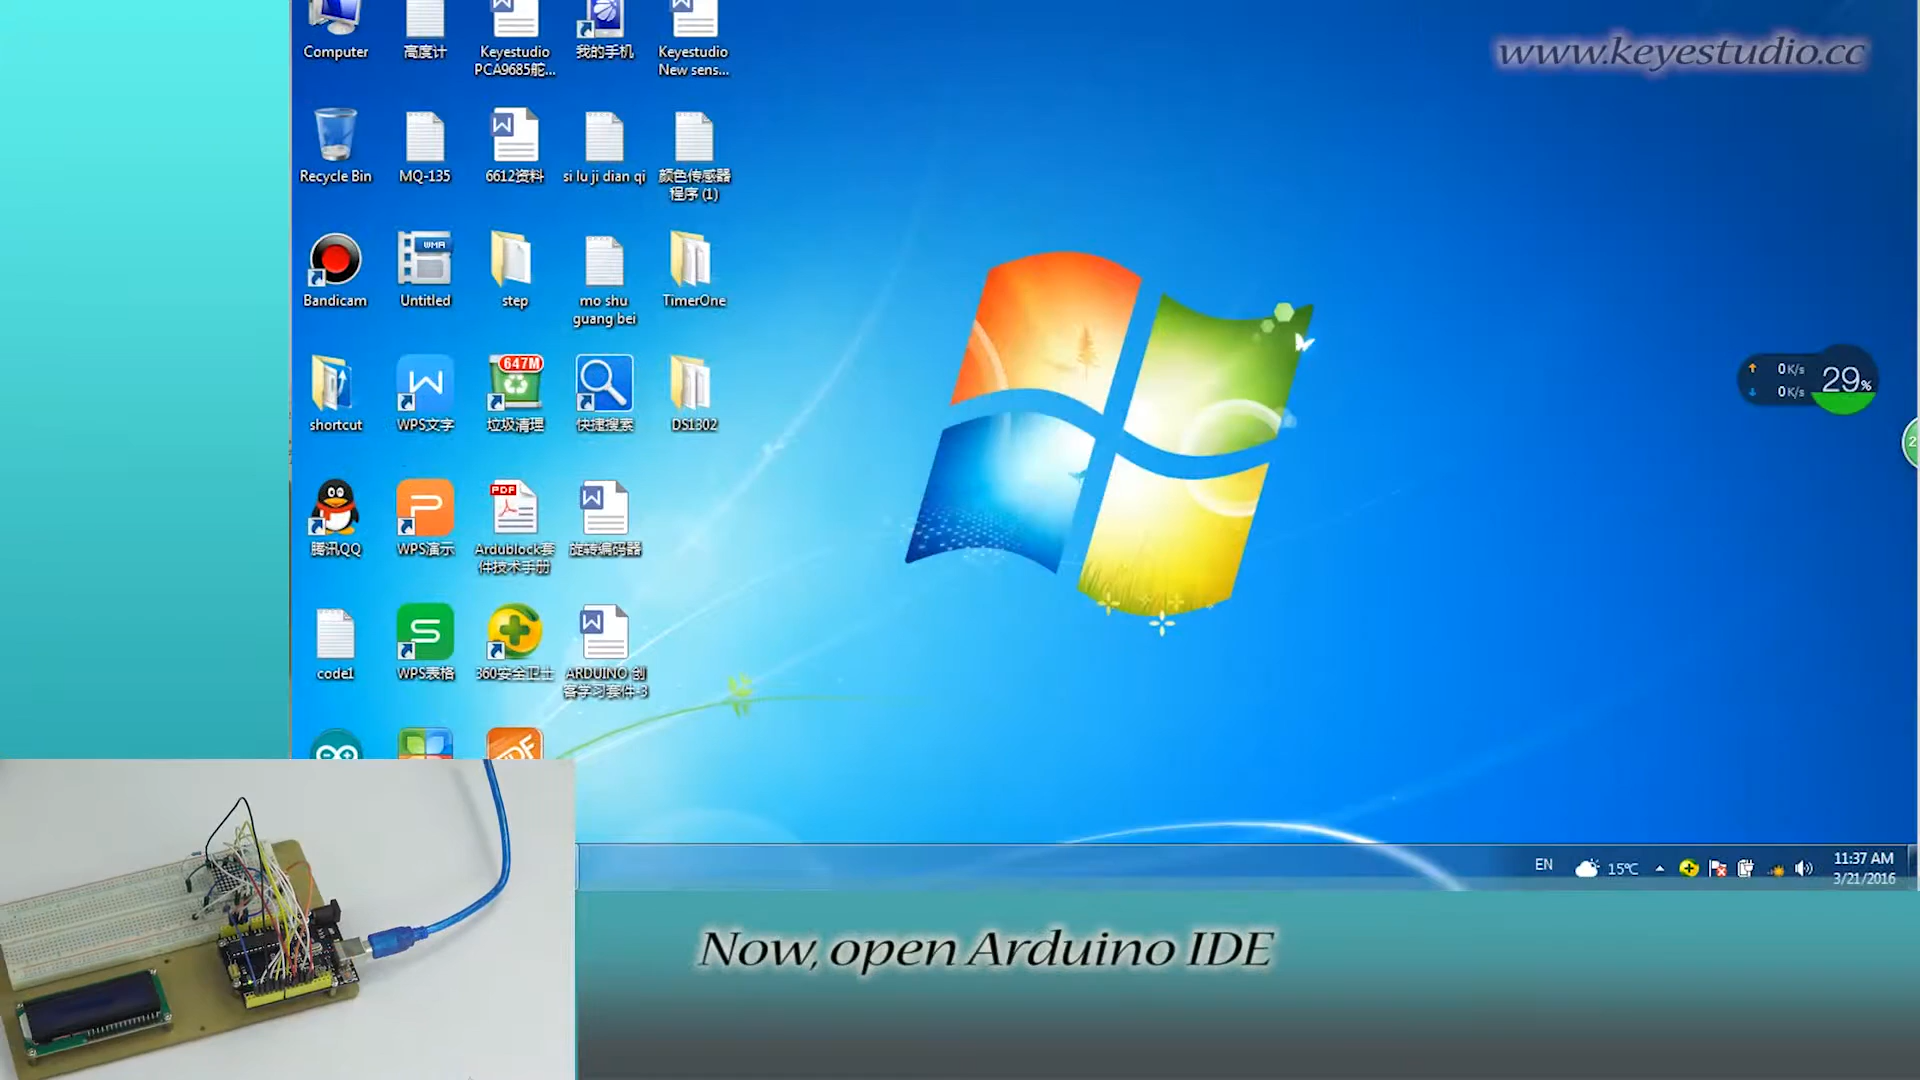 www.keyestudio.cc
Computer
高度计
Keyestudio
PCA9685舵...
我的手机
Keyestudio
New sens...
Recycle Bin
MQ-135
6612资料
si lu ji dian qi
颜色传感器
程序 (1)
WMA
Bandicam
Untitled
step
mo shu
guang bei
TimerOne
647M
shortcut
WPS文字
垃圾清理
快捷搜索
DS1302
PDF
腾讯QQ
WPS演示
Ardublock套
件技术手册
旋转编码器
code1
WPS表格
360安全卫士
ARDUINO 创
客学习套件-3
0K/s
0K/s
29%
2
EN
15℃
11:37 AM
3/21/2016
Now, open Arduino IDE